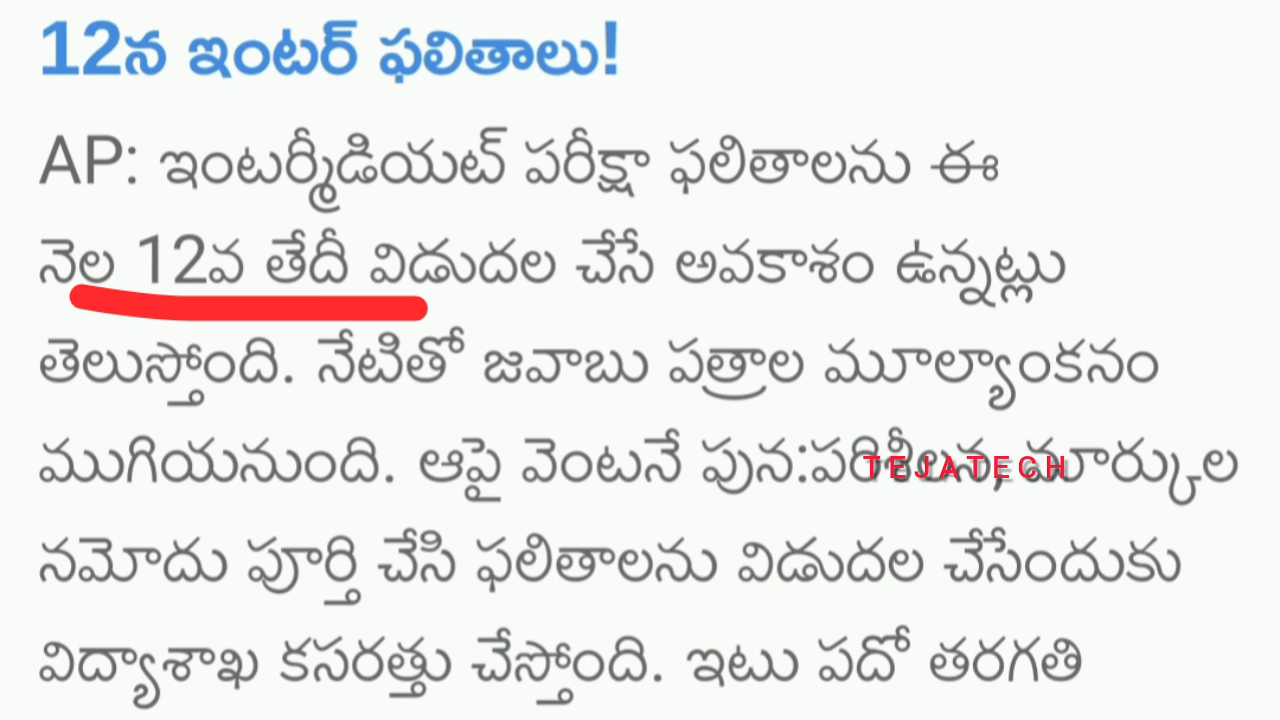 12న ఇంటర్ ఫలితాలు!
AP: ఇంటర్మీడియట్ పరీక్షా ఫలితాలను ఈ
నెల 12వ తేదీ విడుదల చేసే అవకాశం ఉన్నట్లు
తెలుస్తోంది. నేటితో జవాబు పత్రాల మూల్యాంకనం
ముగియనుంది. ఆపై వెంటనే పున:పరిశీలన, మార్కుల
TEJATECH
నమోదు పూర్తి చేసి ఫలితాలను విడుదల చేసేందుకు
విద్యాశాఖ కసరత్తు చేస్తోంది. ఇటు పదో తరగతి